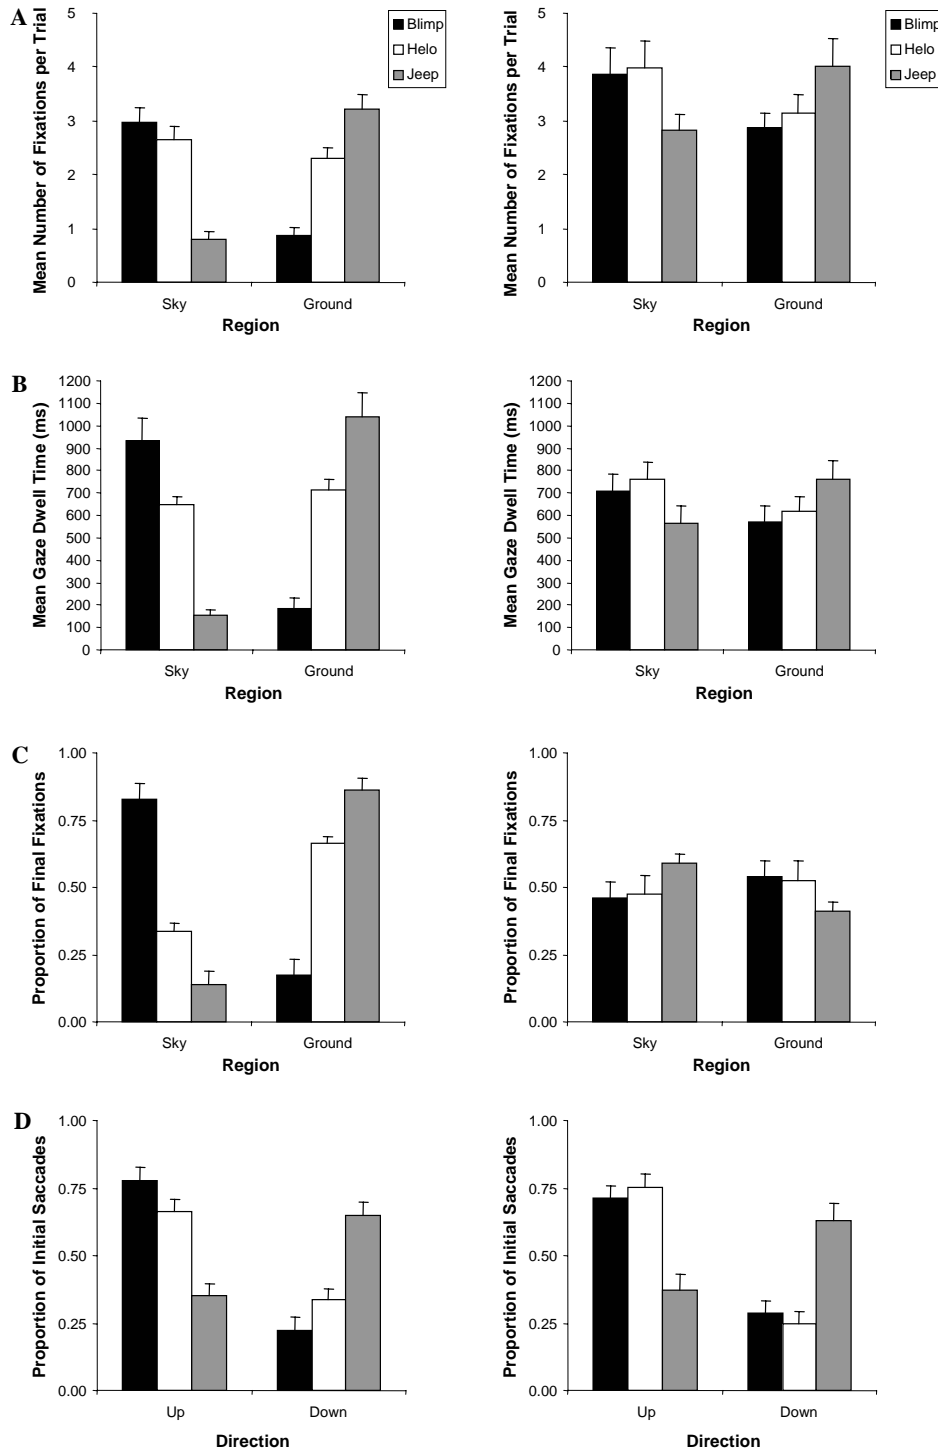 A
Mean Number of Fixations per Trial
5
4
3
2
1
0
Sky Ground
Region
Blimp
Helo
Jeep
Mean Number of Fixations per Trial
5
4
3
2
1
0
Sky Ground
Region
Blimp
Helo
Jeep
B
Mean Gaze Dwell Time (ms)
1200
1100
1000
900
800
700
600
500
400
300
200
100
0
Sky Ground
Region
Mean Gaze Dwell Time (ms)
1200
1100
1000
900
800
700
600
500
400
300
200
100
0
Sky Ground
Region
C
Proportion of Final Fixations
1.00
0.75
0.50
0.25
0.00
Sky Ground
Region
Proportion of Final Fixations
1.00
0.75
0.50
0.25
0.00
Sky Ground
Region
D
Proportion of Initial Saccades
1.00
0.75
0.50
0.25
0.00
Up Down
Direction
Proportion of Initial Saccades
1.00
0.75
0.50
0.25
0.00
Up Down
Direction